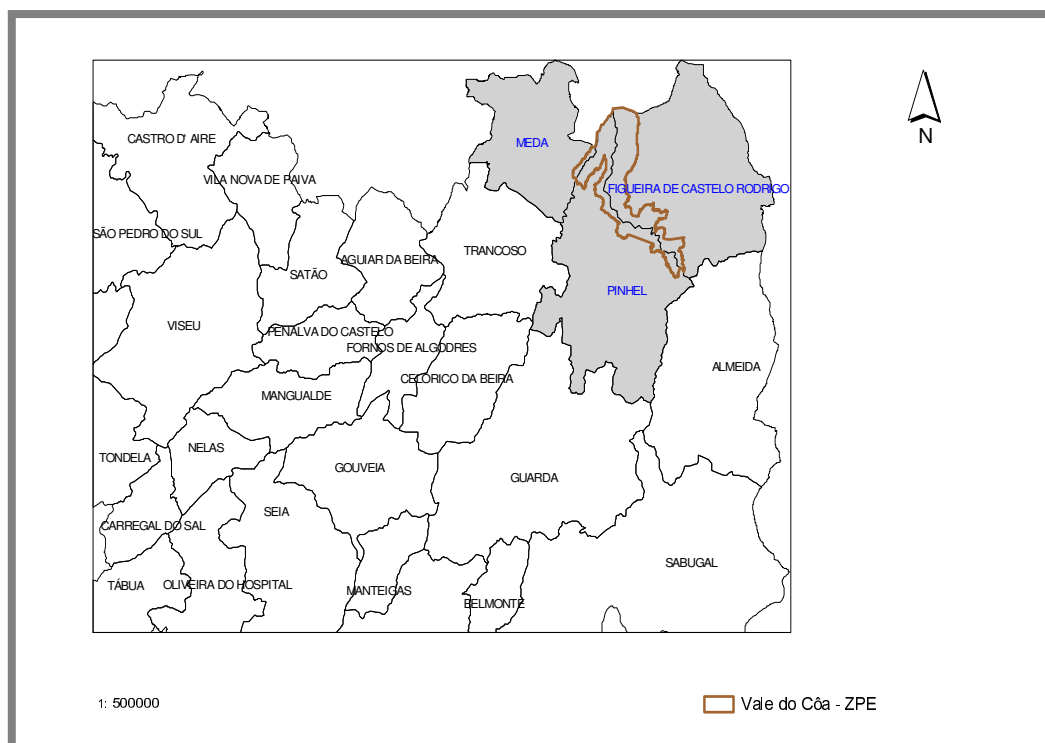 CASTRO D' AIRE
MEDA
N
VILA NOVA DE PAIVA
FIGUEIRA DE CASTELO RODRIGO
SÃO PEDRO DO SUL
TRANCOSO
AGUIAR DA BEIRA
SATÃO
PINHEL
VISEU
PENALVA DO CASTELO
FORNOS DE ALGODRES
ALMEIDA
CELORICO DA BEIRA
MANGUALDE
NELAS
TONDELA
GOUVEIA
GUARDA
SEIA
CARREGAL DO SAL
SABUGAL
TÁBUA
OLIVEIRA DO HOSPITAL
MANTEIGAS
BELMONTE
1: 500000
Vale do Côa - ZPE